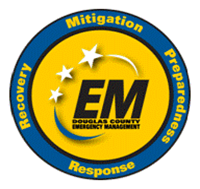 Mitigation
Recovery
Preparedness
EM
DOUGLAS COUNTY
EMERGENCY MANAGEMENT
Response